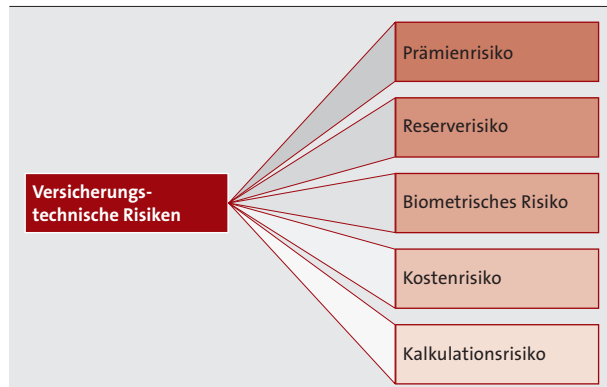 Versicherungs-
technische Risiken
Prämienrisiko
Reserverisiko
Biometrisches Risiko
Kostenrisiko
Kalkulationsrisiko